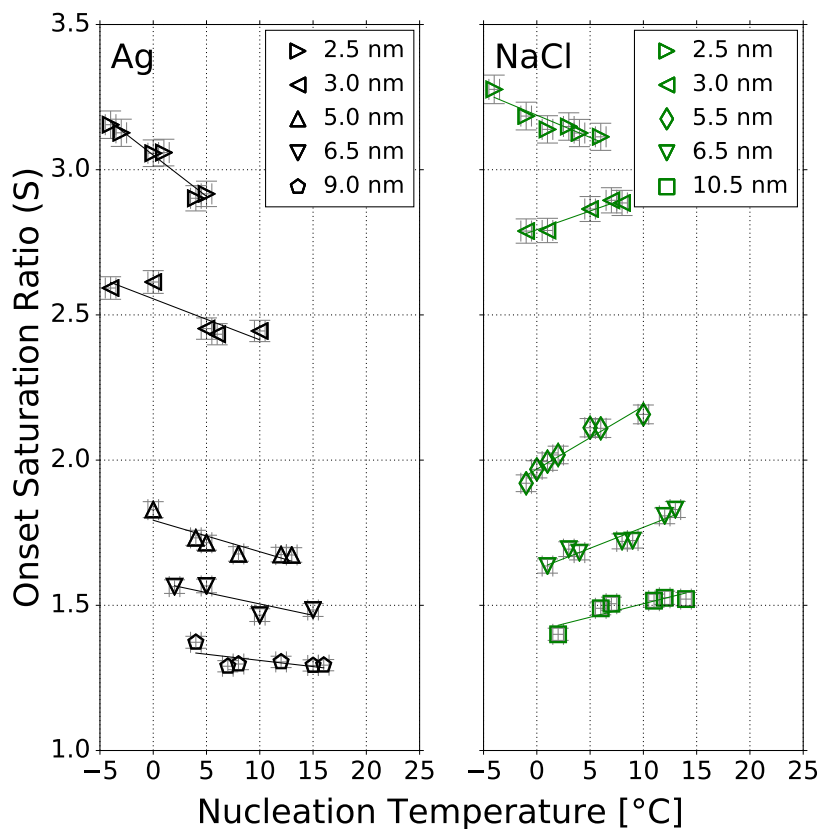 Onset Saturation Ratio (S)
3.5
3.0
2.5
2.0
1.5
1.0
Ag
2.5 nm
3.0 nm
5.0 nm
6.5 nm
9.0 nm
−5 0 5 10 15 20 25
NaCl
2.5 nm
3.0 nm
5.5 nm
6.5 nm
10.5 nm
−5 0 5 10 15 20 25
Nucleation Temperature [°C]